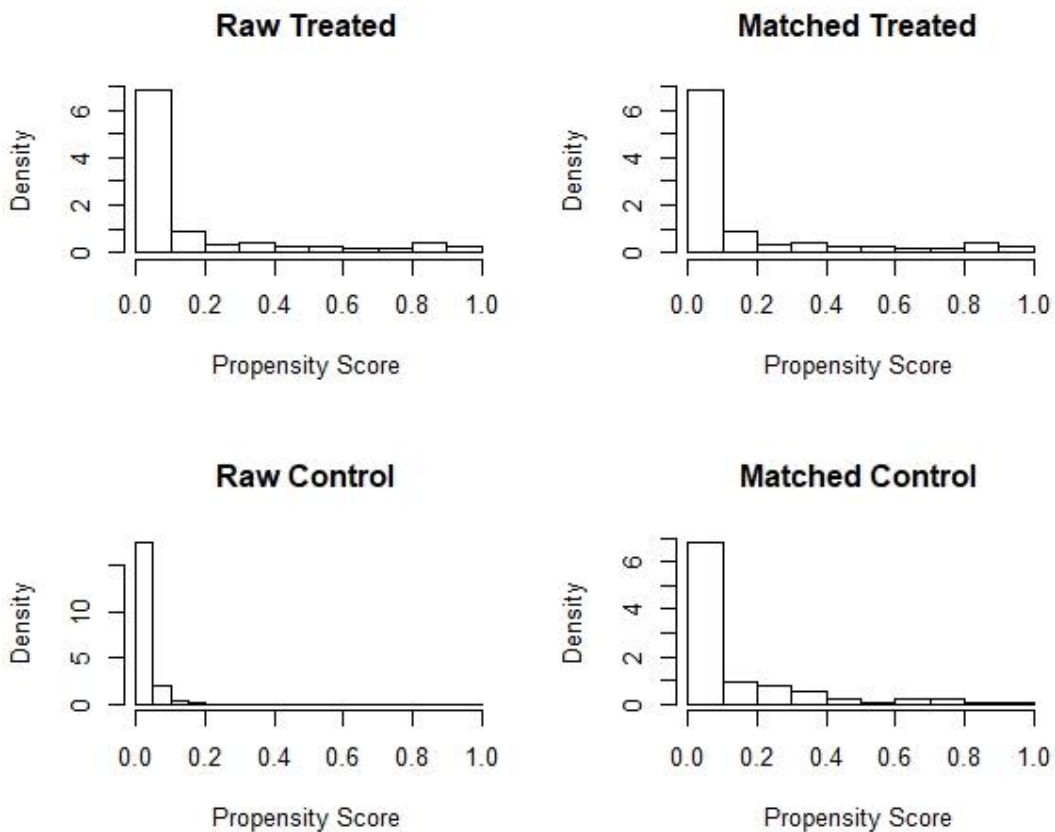 Raw Treated
Density
0 2 4 6
0.0 0.2 0.4 0.6 0.8 1.0
Propensity Score
Matched Treated
Density
0 2 4 6
0.0 0.2 0.4 0.6 0.8 1.0
Propensity Score
Raw Control
Density
0 5 10
0.0 0.2 0.4 0.6 0.8 1.0
Propensity Score
Matched Control
Density
0 2 4 6
0.0 0.2 0.4 0.6 0.8 1.0
Propensity Score